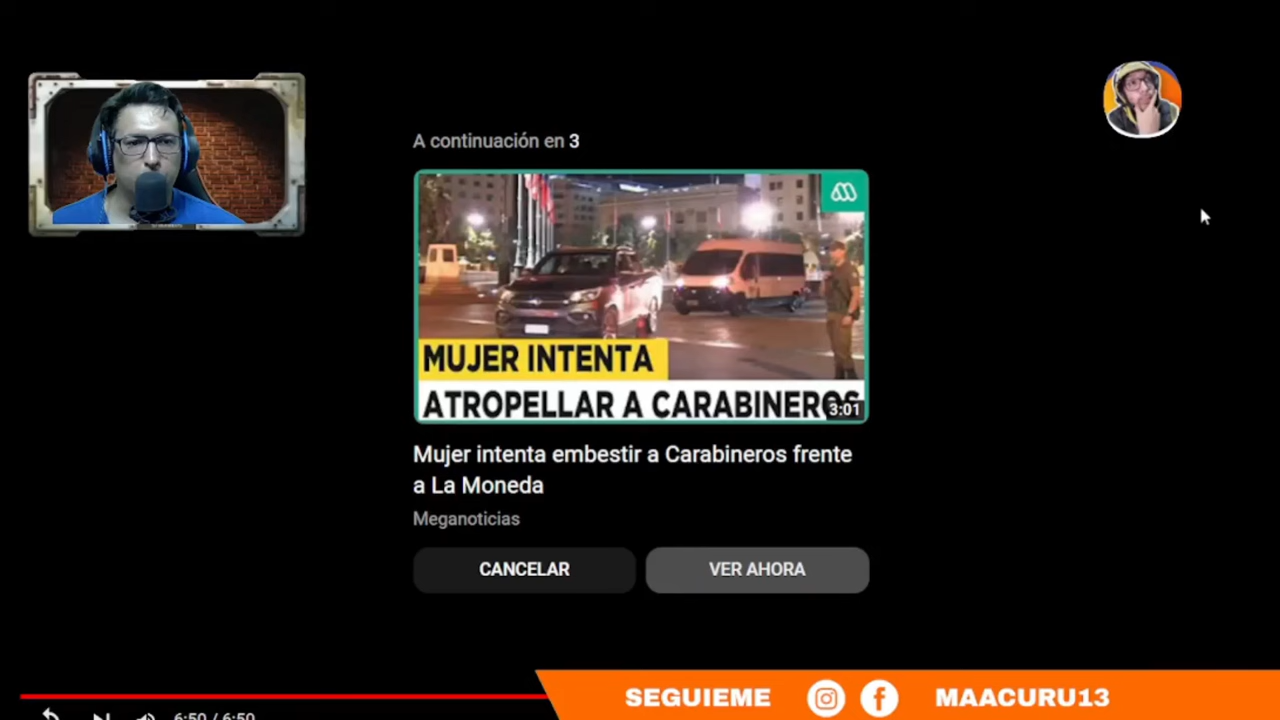 A continuación en 3
MUJER INTENTA
ATROPELLAR A CARABINEROS
3:01
Mujer intenta embestir a Carabineros frente
a La Moneda
Meganoticias
CANCELAR
VER AHORA
SEGUIEME
MAACURU13
6:50 / 6:50